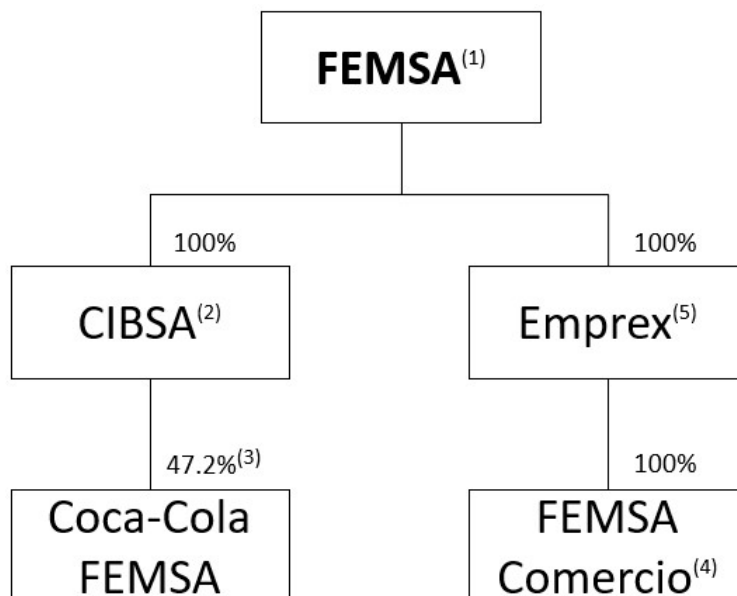 FEMSA(1)
100%
100%
CIBSA(2)
Emprex(5)
47.2%(3)
100%
Coca-Cola
FEMSA
FEMSA
Comercio(4)